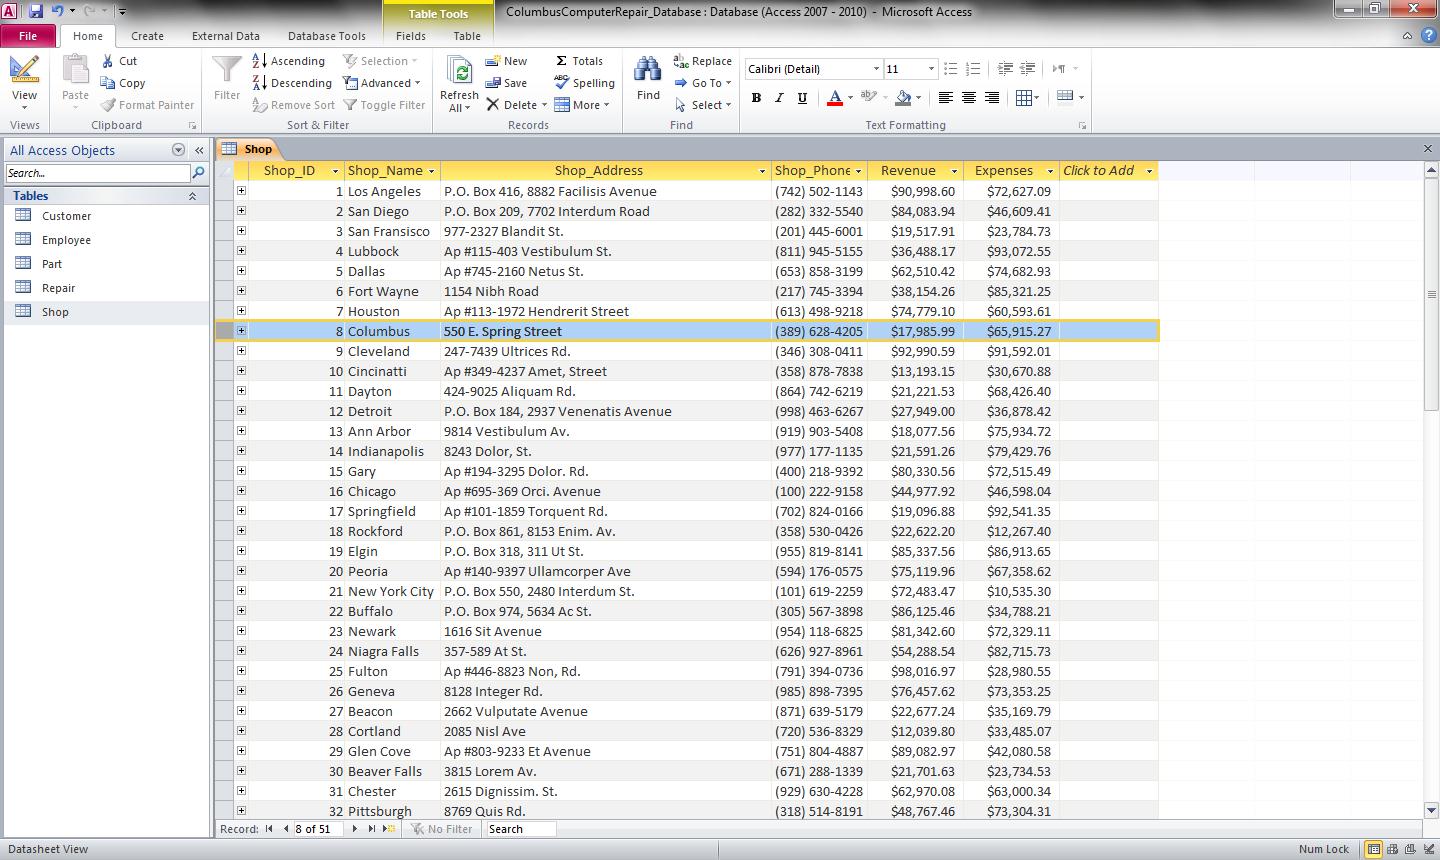 Table Tools
ColumbusComputerRepair_Database : Database (Access 2007 - 2010) - Microsoft Access
File Home Create External Data Database Tools Fields Table
View
Views
Paste
Cut
Copy
Format Painter
Clipboard
Filter
Ascending
Descending
Remove Sort
Selection
Advanced
Toggle Filter
Sort & Filter
Refresh
All
New
Save
Delete
Totals
Spelling
More
Records
Find
Replace
Go To
Select
Find
Calibri (Detail) 11
B I U A
Text Formatting
All Access Objects
Search...
Tables
Customer
Employee
Part
Repair
Shop
Shop
Shop_ID Shop_Name Shop_Address Shop_Phone Revenue Expenses Click to Add
1 Los Angeles P.O. Box 416, 8882 Facilisis Avenue (742) 502-1143 $90,998.60 $72,627.09
2 San Diego P.O. Box 209, 7702 Interdum Road (282) 332-5540 $84,083.94 $46,609.41
3 San Fransisco 977-2327 Blandit St. (201) 445-6001 $19,517.91 $23,784.73
4 Lubbock Ap #115-403 Vestibulum St. (811) 945-5155 $36,488.17 $93,072.55
5 Dallas Ap #745-2160 Netus St. (653) 858-3199 $62,510.42 $74,682.93
6 Fort Wayne 1154 Nibh Road (217) 745-3394 $38,154.26 $85,321.25
7 Houston Ap #113-1972 Hendrerit Street (613) 498-9218 $74,779.10 $60,593.61
8 Columbus 550 E. Spring Street (389) 628-4205 $17,985.99 $65,915.27
9 Cleveland 247-7439 Ultrices Rd. (346) 308-0411 $92,990.59 $91,592.01
10 Cincinatti Ap #349-4237 Amet, Street (358) 878-7838 $13,193.15 $30,670.88
11 Dayton 424-9025 Aliquam Rd. (864) 742-6219 $21,221.53 $68,426.40
12 Detroit P.O. Box 184, 2937 Venenatis Avenue (998) 463-6267 $27,949.00 $36,878.42
13 Ann Arbor 9814 Vestibulum Av. (919) 903-5408 $18,077.56 $75,934.72
14 Indianapolis 8243 Dolor, St. (977) 177-1135 $21,591.26 $79,429.76
15 Gary Ap #194-3295 Dolor. Rd. (400) 218-9392 $80,330.56 $72,515.49
16 Chicago Ap #695-369 Orci. Avenue (100) 222-9158 $44,977.92 $46,598.04
17 Springfield Ap #101-1859 Torquent Rd. (702) 824-0166 $19,096.88 $92,541.35
18 Rockford P.O. Box 861, 8153 Enim. Av. (358) 530-0426 $22,622.20 $12,267.40
19 Elgin P.O. Box 318, 311 Ut St. (955) 819-8141 $85,337.56 $86,913.65
20 Peoria Ap #140-9397 Ullamcorper Ave (594) 176-0575 $75,119.96 $67,358.62
21 New York City P.O. Box 550, 2480 Interdum St. (101) 619-2259 $72,483.47 $10,535.30
22 Buffalo P.O. Box 974, 5634 Ac St. (305) 567-3898 $86,125.46 $34,788.21
23 Newark 1616 Sit Avenue (954) 118-6825 $81,342.60 $72,329.11
24 Niagra Falls 357-589 At St. (626) 927-8961 $54,288.54 $82,715.73
25 Fulton Ap #446-8823 Non, Rd. (791) 394-0736 $98,016.97 $28,980.55
26 Geneva 8128 Integer Rd. (985) 898-7395 $76,457.62 $73,353.25
27 Beacon 2662 Vulputate Avenue (871) 639-5179 $22,677.24 $35,169.79
28 Cortland 2085 Nisl Ave (720) 536-8329 $12,039.80 $33,485.07
29 Glen Cove Ap #803-9233 Et Avenue (751) 804-4887 $89,082.97 $42,080.58
30 Beaver Falls 3815 Lorem Av. (671) 288-1339 $21,701.63 $23,734.53
31 Chester 2615 Dignissim. St. (929) 630-4228 $62,970.08 $63,000.34
32 Pittsburgh 8769 Quis Rd. (318) 514-8191 $48,767.46 $73,304.31
Record: 8 of 51 No Filter Search
Datasheet View Num Lock